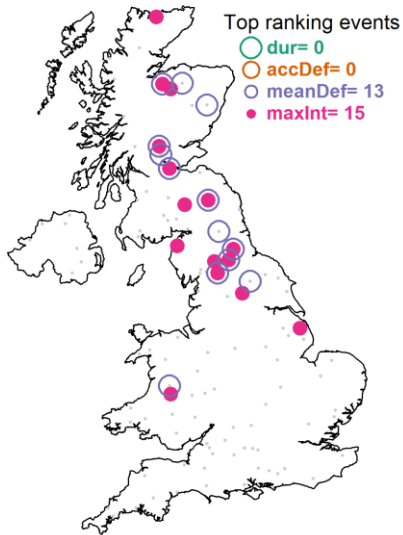 Top ranking events
dur= 0
accDef= 0
meanDef= 13
maxInt= 15